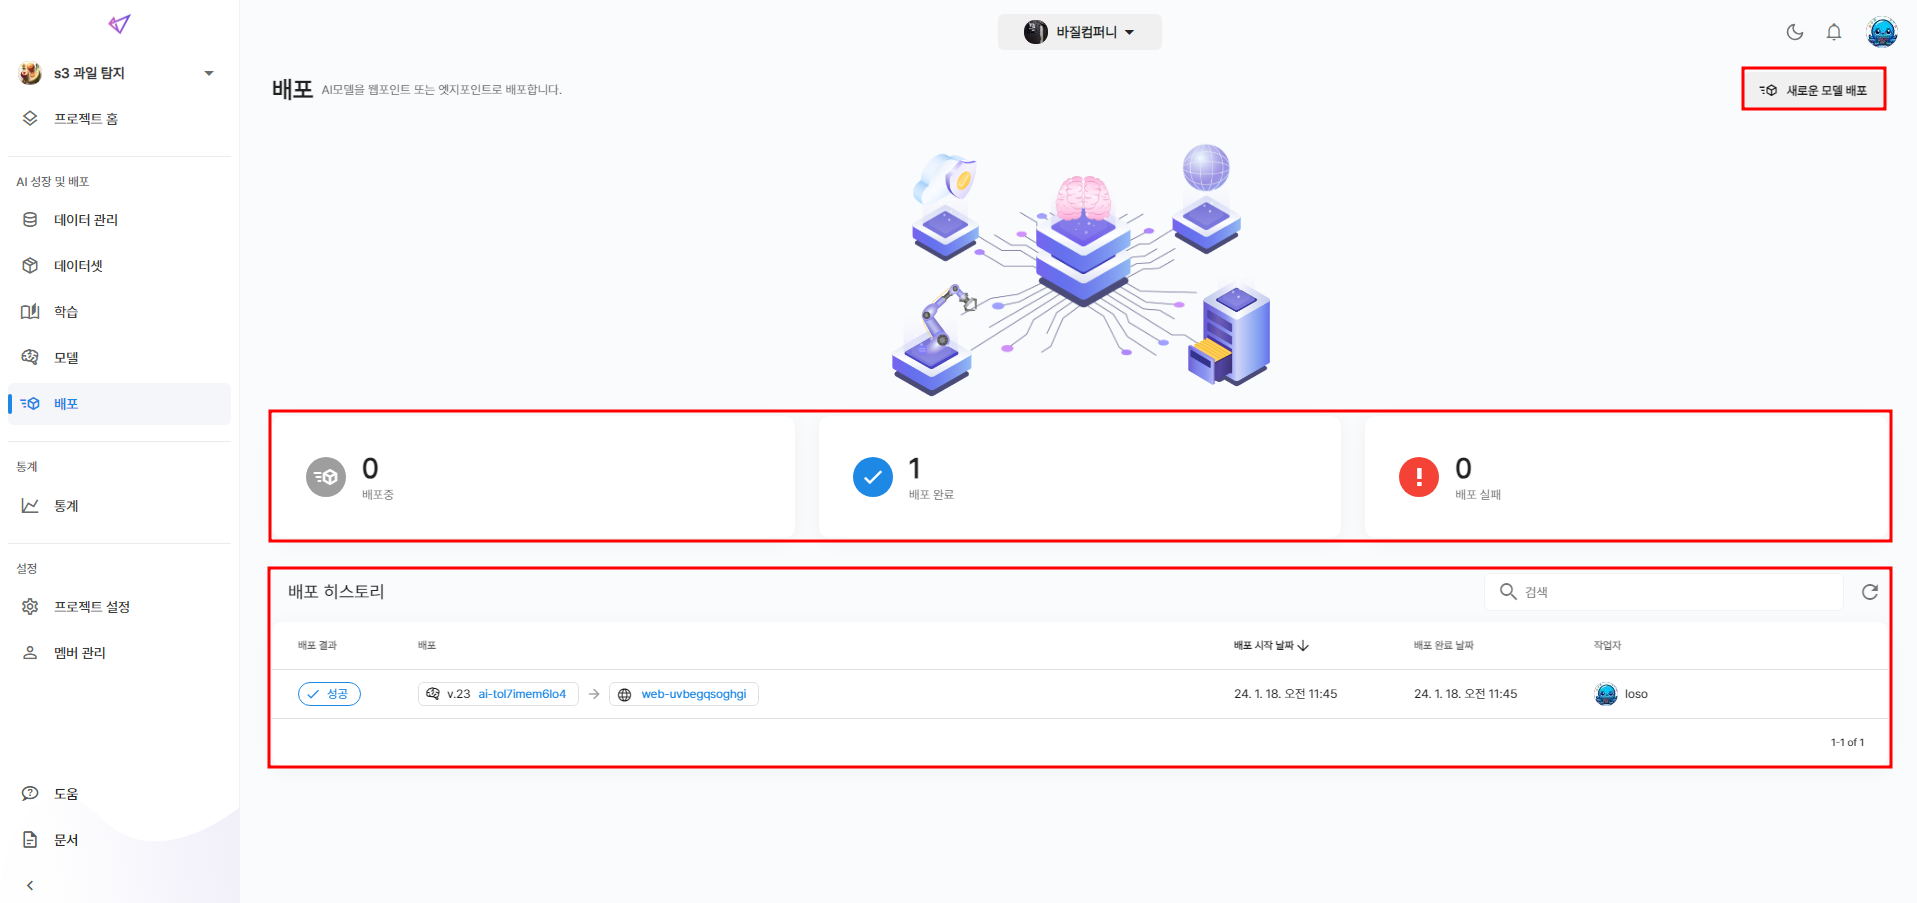 바질컴퍼니
s3 과일 탐지
프로젝트 홈
AI 성장 및 배포
데이터 관리
데이터셋
학습
모델
배포
통계
통계
설정
프로젝트 설정
멤버 관리
도움
문서
배포 AI모델을 웹포인트 또는 엣지포인트로 배포합니다.
새로운 모델 배포
0
배포중
1
배포 완료
0
배포 실패
배포 히스토리
검색
배포 결과 배포 배포 시작 날짜 배포 완료 날짜 작업자
성공 v.23 ai-tol7imem6lo4 web-uvbegqsoghgi 24. 1. 18. 오전 11:45 24. 1. 18. 오전 11:45 loso
1-1 of 1